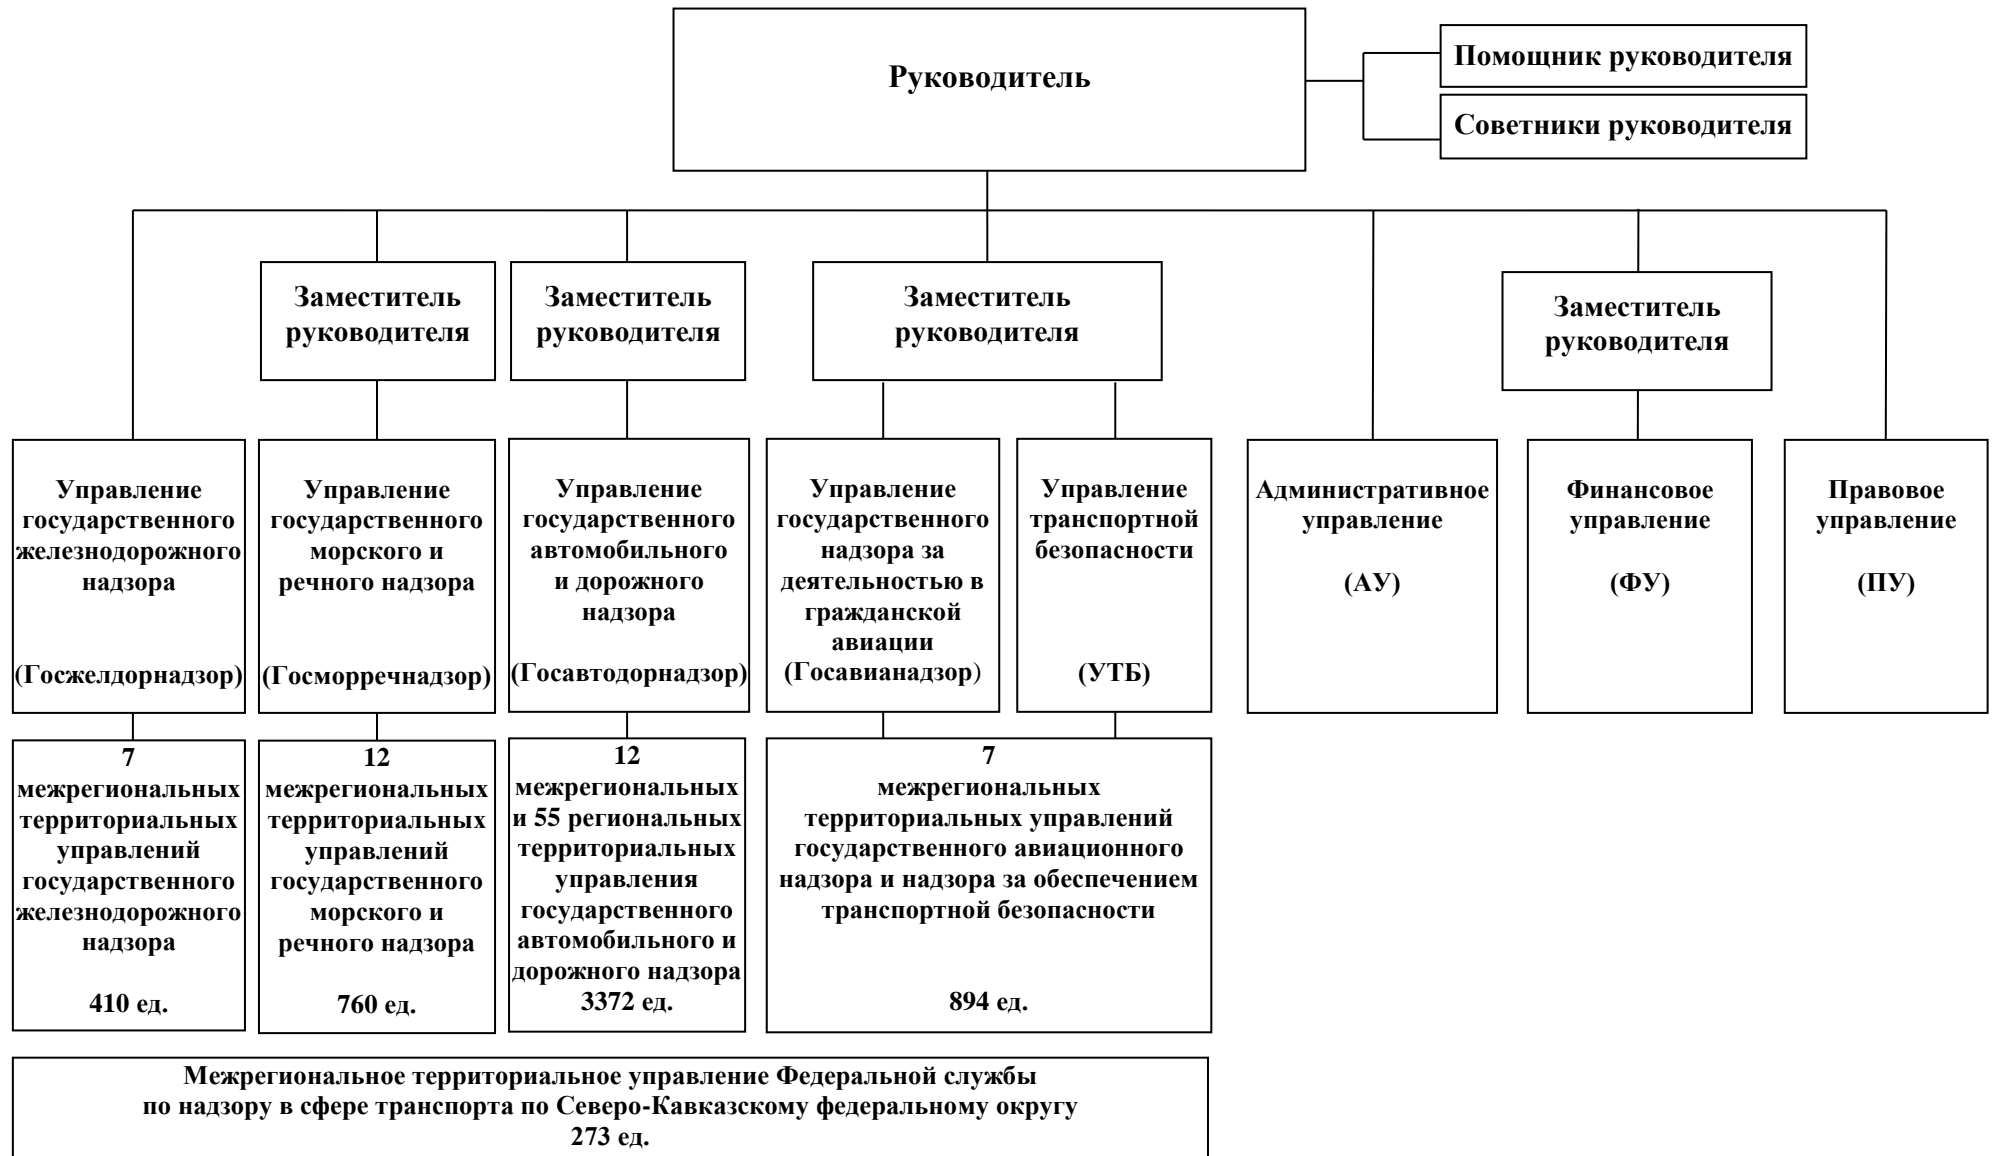 Руководитель
Помощник руководителя
Советники руководителя
Заместитель
руководителя
Заместитель
руководителя
Заместитель
руководителя
Заместитель
руководителя
Управление
государственного
железнодорожного
надзора
(Госжелдорнадзор)
Управление
государственного
морского и
речного надзора
(Госморречнадзор)
Управление
государственного
автомобильного
и дорожного
надзора
(Госавтодорнадзор)
Управление
государственного
надзора за
деятельностью в
гражданской
авиации
(Госавианадзор)
Управление
транспортной
безопасности
(УТБ)
Административное
управление
(АУ)
Финансовое
управление
(ФУ)
Правовое
управление
(ПУ)
7
межрегиональных
территориальных
управлений
государственного
железнодорожного
надзора
410 ед.
12
межрегиональных
территориальных
управлений
государственного
морского и
речного надзора
760 ед.
12
межрегиональных
и 55 региональных
территориальных
управления
государственного
автомобильного и
дорожного надзора
3372 ед.
7
межрегиональных
территориальных управлений
государственного авиационного
надзора и надзора за обеспечением
транспортной безопасности
894 ед.
Межрегиональное территориальное управление Федеральной службы
по надзору в сфере транспорта по Северо-Кавказскому федеральному округу
273 ед.